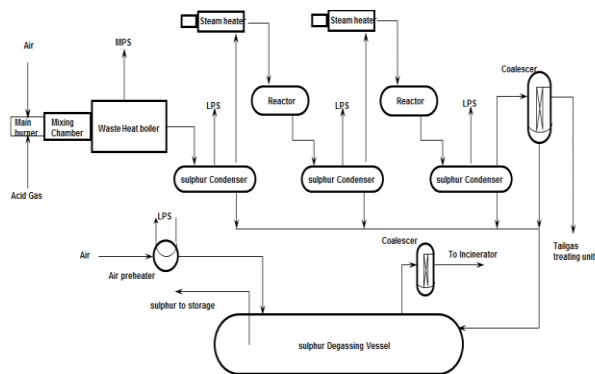 Steam heater
Steam heater
MPS
Air
Coalescer
LPS
Reactor
LPS
Reactor
LPS
Main
burner
Mixing
Chamber
Waste Heat boiler
sulphur Condenser
sulphur Condenser
sulphur Condenser
Acid Gas
LPS
Coalescer
To Incinerator
Tailgas
treating unit
Air
Air preheater
sulphur to storage
sulphur Degassing Vessel